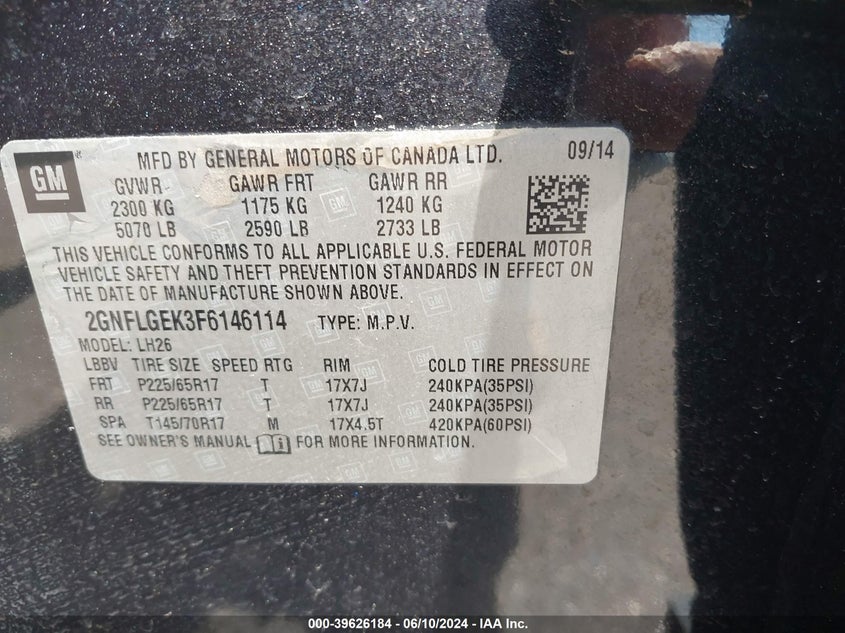 GM
MFD BY GENERAL MOTORS OF CANADA LTD. 09/14
GVWR GAWR FRT GAWR RR
2300 KG 1175 KG 1240 KG
5070 LB 2590 LB 2733 LB
THIS VEHICLE CONFORMS TO ALL APPLICABLE U.S. FEDERAL MOTOR
VEHICLE SAFETY AND THEFT PREVENTION STANDARDS IN EFFECT ON
THE DATE OF MANUFACTURE SHOWN ABOVE.
2GNFLGEK3F6146114 TYPE: M.P.V.
MODEL: LH26
LBBV TIRE SIZE SPEED RTG RIM COLD TIRE PRESSURE
FRT P225/65R17 T 17X7J 240KPA(35PSI)
RR P225/65R17 T 17X7J 240KPA(35PSI)
SPA T145/70R17 M 17X4.5T 420KPA(60PSI)
SEE OWNER'S MANUAL FOR MORE INFORMATION.
000-39626184 - 06/10/2024 - IAA Inc.